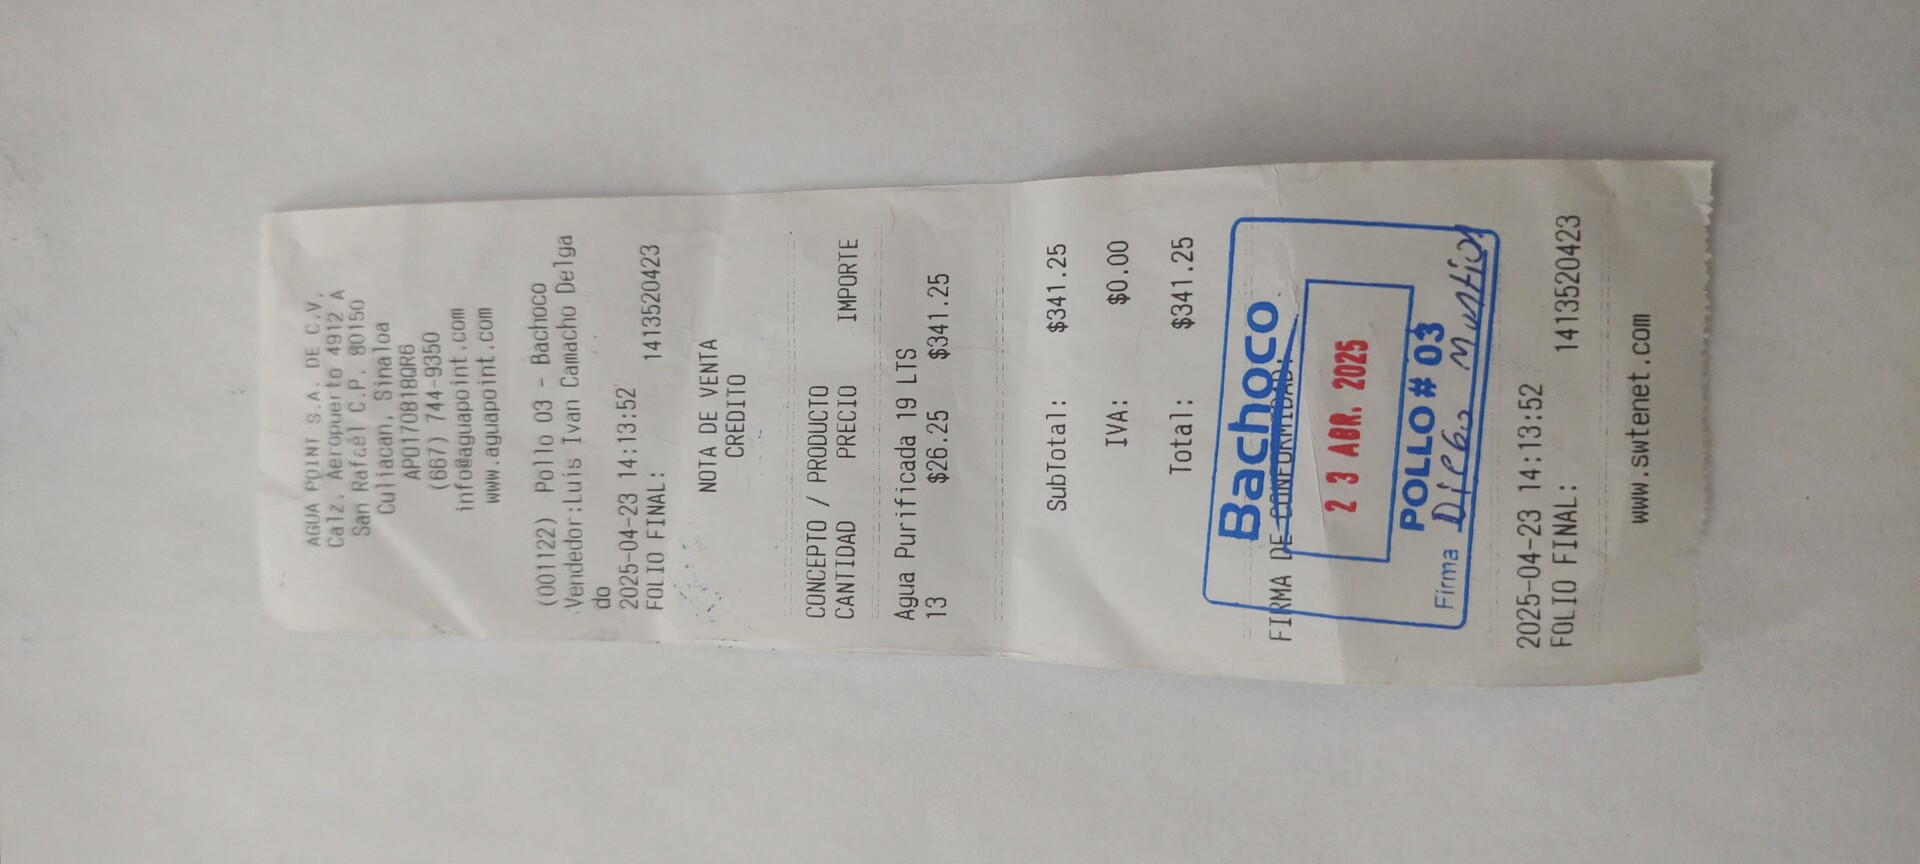 AGUA POINT S.A. DE C.V.
Calz. Aeropuerto 4912 A
San Rafael C.P. 80150
Culiacan, Sinaloa
APO170818QR6
(667) 744-9350
info@aguapoint.com
www.aguapoint.com
(001122) Pollo 03 - Bachoco
Vendedor:Luis Ivan Camacho Delga
do
2025-04-23 14:13:52
FOLIO FINAL: 1413520423
NOTA DE VENTA
CREDITO
CONCEPTO / PRODUCTO
CANTIDAD PRECIO IMPORTE
Agua Purificada 19 LTS
13 $26.25 $341.25
SubTotal: $341.25
IVA: $0.00
Total: $341.25
Bachoco
FIRMA DE CONFORMIDAD:
23 ABR. 2025
POLLO # 03
Firma
2025-04-23 14:13:52
FOLIO FINAL: 1413520423
www.swtenet.com